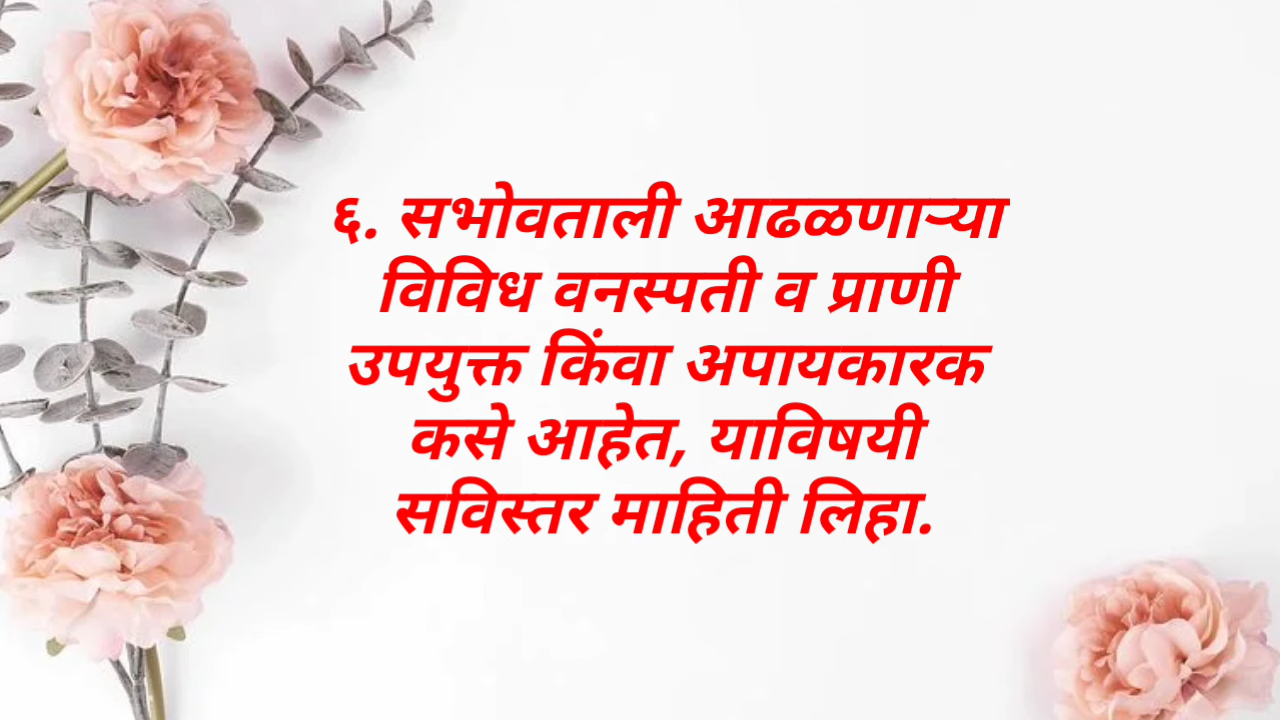 ६. सभोवताली आढळणाऱ्या
विविध वनस्पती व प्राणी
उपयुक्त किंवा अपायकारक
कसे आहेत, याविषयी
सविस्तर माहिती लिहा.